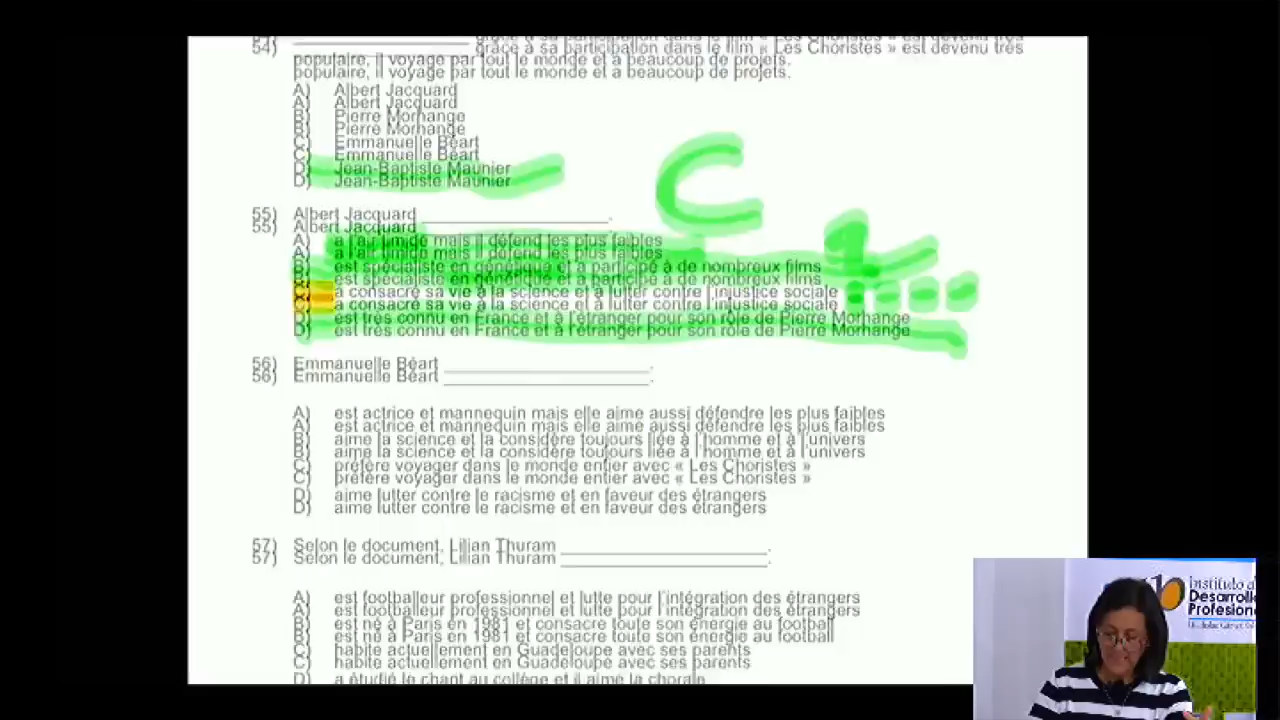 54) ____________________ grâce à sa participation dans le film « Les Choristes » est devenu très
populaire, il voyage par tout le monde et a beaucoup de projets.
A) Albert Jacquard
B) Pierre Morhange
C) Emmanuelle Béart
D) Jean-Baptiste Maunier
C
55) Albert Jacquard ______________________.
A) a l'air timide mais il défend les plus faibles
B) est spécialiste en génétique et a participé à de nombreux films
C) a consacré sa vie à la science et à lutter contre l'injustice sociale
D) est très connu en France et à l'étranger pour son rôle de Pierre Morhange
56) Emmanuelle Béart ________________________.
A) est actrice et mannequin mais elle aime aussi défendre les plus faibles
B) aime la science et la considère toujours liée à l'homme et à l'univers
C) préfère voyager dans le monde entier avec « Les Choristes »
D) aime lutter contre le racisme et en faveur des étrangers
57) Selon le document, Lilian Thuram ________________________.
A) est footballeur professionnel et lutte pour l'intégration des étrangers
B) est né à Paris en 1981 et consacre toute son énergie au football
C) habite actuellement en Guadeloupe avec ses parents
D) a étudié le chant au collège et il aime la chorale
Instituto d
Desarroll
Profesion